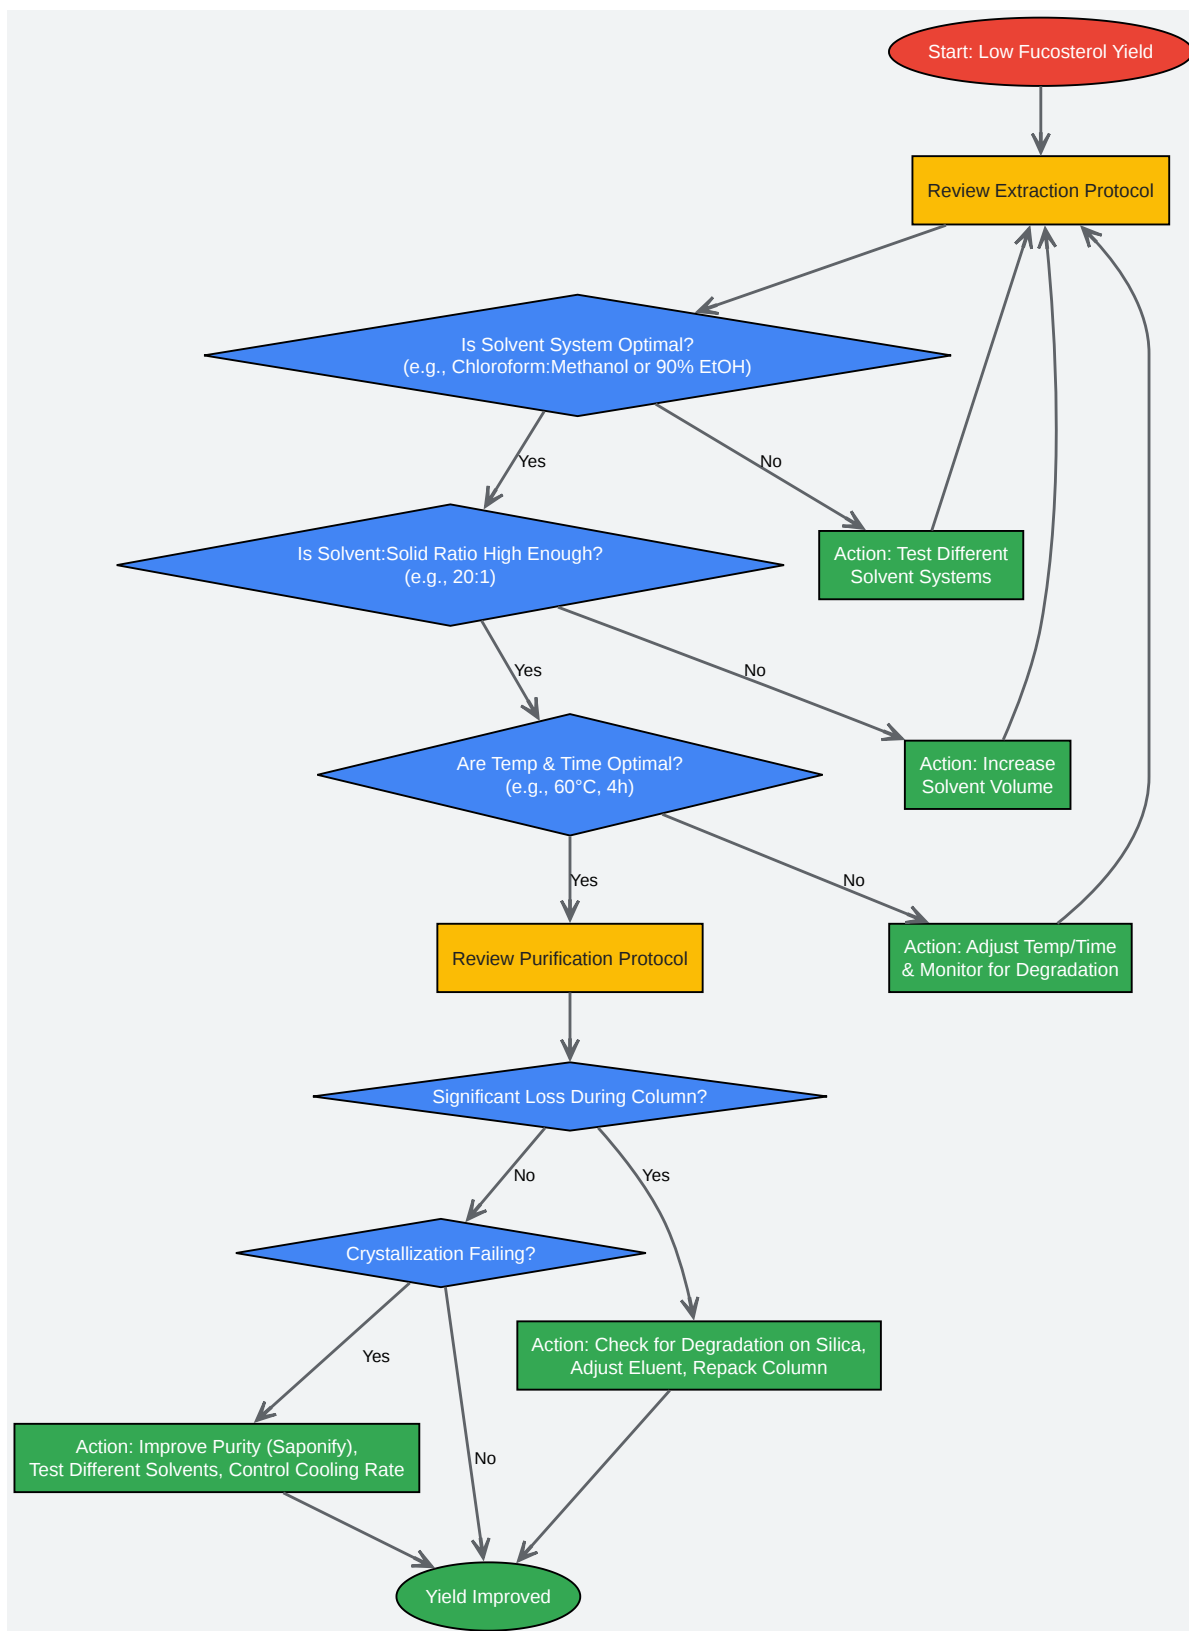 Start: Low Fucosterol Yield
Review Extraction Protocol
Is Solvent System Optimal?
(e.g., Chloroform:Methanol or 90% EtOH)
Yes
No
Action: Test Different
Solvent Systems
Is Solvent:Solid Ratio High Enough?
(e.g., 20:1)
Yes
No
Action: Increase
Solvent Volume
Are Temp & Time Optimal?
(e.g., 60°C, 4h)
Yes
No
Action: Adjust Temp/Time
& Monitor for Degradation
Review Purification Protocol
Significant Loss During Column?
No
Yes
Crystallization Failing?
Action: Check for Degradation on Silica,
Adjust Eluent, Repack Column
Yes
No
Action: Improve Purity (Saponify),
Test Different Solvents, Control Cooling Rate
Yield Improved